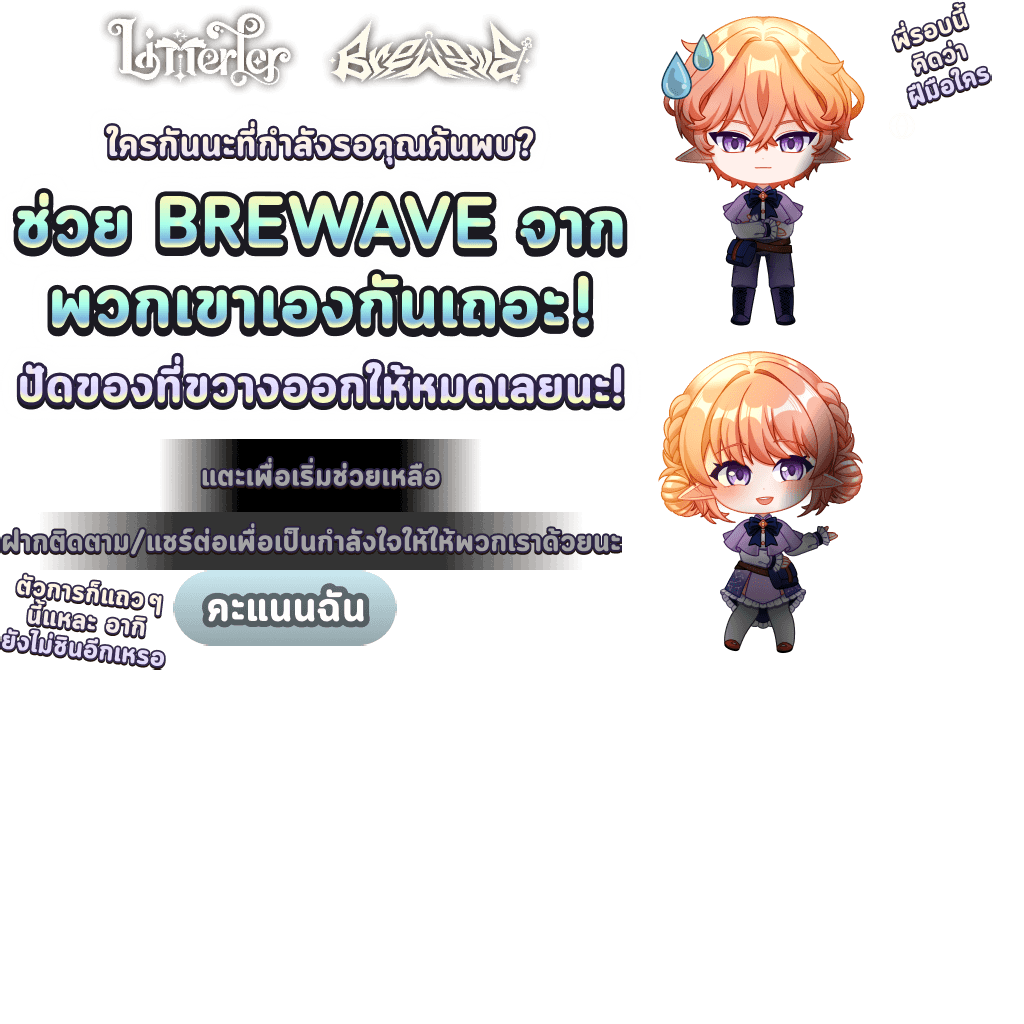 Litterler BREWAVE
ใครกันนะที่กำลังรอคุณค้นพบ?
ช่วย BREWAVE จาก
พวกเขาเองกันเถอะ!
ปัดของที่ขวางออกให้หมดเลยนะ!
แตะเพื่อเริ่มช่วยเหลือ
ฝากติดตาม/แชร์ต่อเพื่อเป็นกำลังใจให้ให้พวกเราด้วยนะ
ตัวการก็แถวๆ
นี้แหละ อากิ
ยังไม่ชินอีกเหรอ
คะแนนฉัน
พี่รอบนี้
คิดว่า
ฝีมือใคร